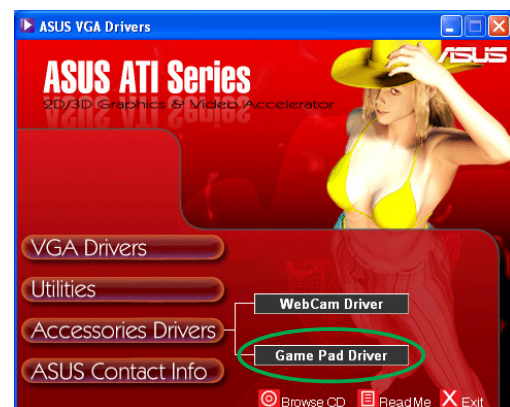 ASUS VGA Drivers
ASUS
ASUS ATI Series
2D/3D Graphics & Video Accelerator
VGA Drivers
Utilities
WebCam Driver
Accessories Drivers
Game Pad Driver
ASUS Contact Info
Browse CD
ReadMe
Exit